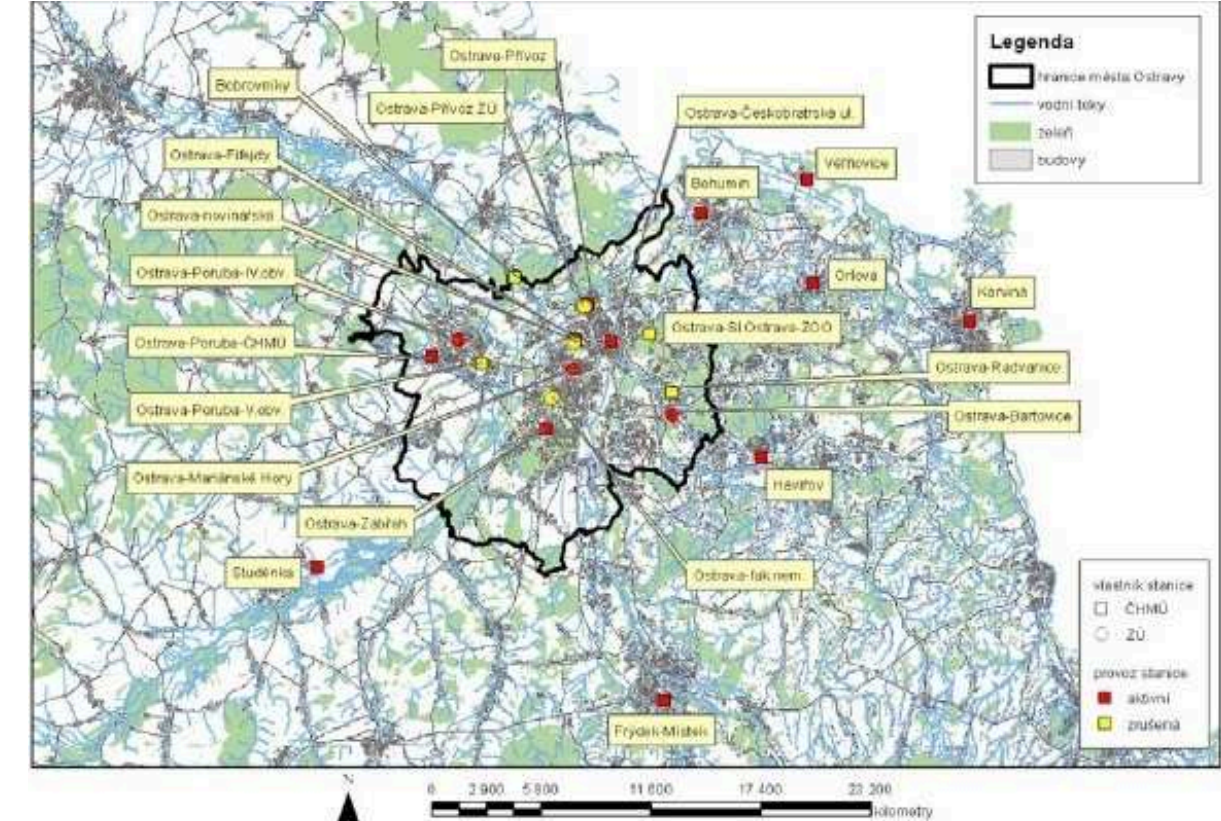 Ostrava-Přívoz
Bobrovníky
Ostrava-Přívoz ZÚ
Ostrava-Českobratrská ul.
Ostrava-Fifejdy
Věřňovice
Bohumín
Ostrava-novinářská
Ostrava-Poruba-IV.obv.
Orlová
Karviná
Ostrava-Poruba-ČHMÚ
Ostrava-Sl.Ostrava-ZOO
Ostrava-Radvanice
Ostrava-Poruba-V.obv.
Ostrava-Bartovice
Ostrava-Mariánské Hory
Havířov
Ostrava-Zábřeh
Studénka
Ostrava-fak.nem.
Frýdek-Místek
Legenda
hranice města Ostravy
vodní toky
zeleň
budovy
vlastník stanice
ČHMÚ
ZÚ
provoz stanice
aktivní
zrušená
N
0 2 900 5 800 11 600 17 400 23 200
kilometry